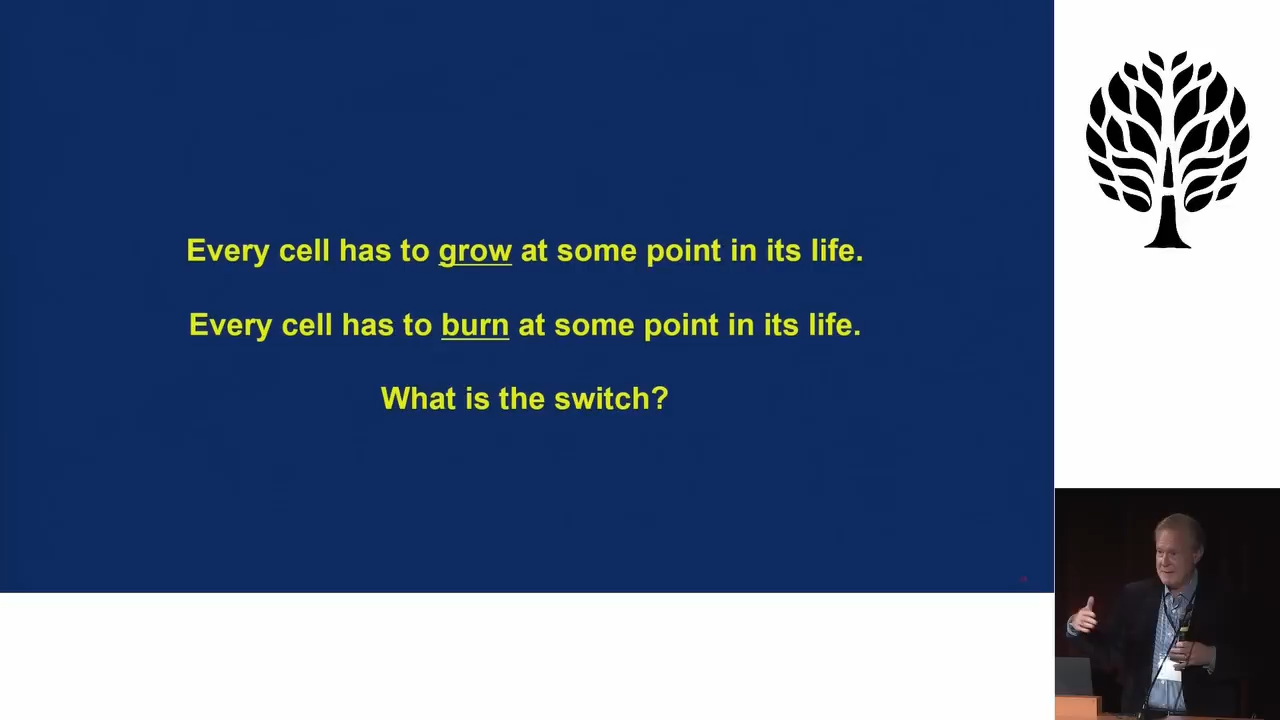 Every cell has to grow at some point in its life.
Every cell has to burn at some point in its life.
What is the switch?